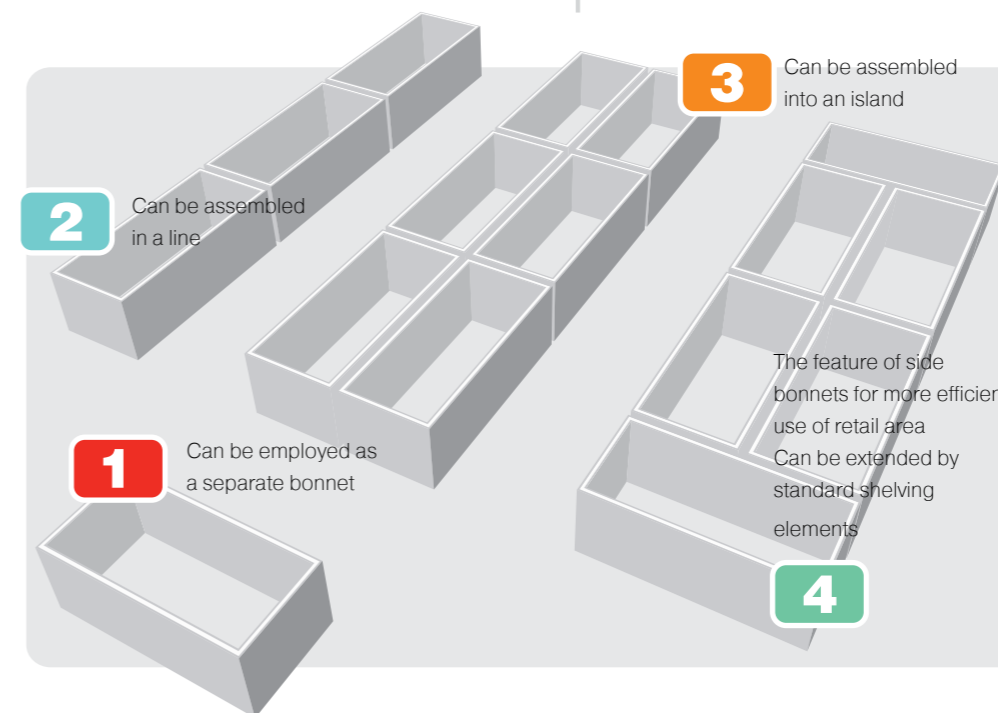 3
Can be assembled
into an island
2
Can be assembled
in a line
1
Can be employed as
a separate bonnet
The feature of side
bonnets for more efficien
use of retail area
Can be extended by
standard shelving
elements
4